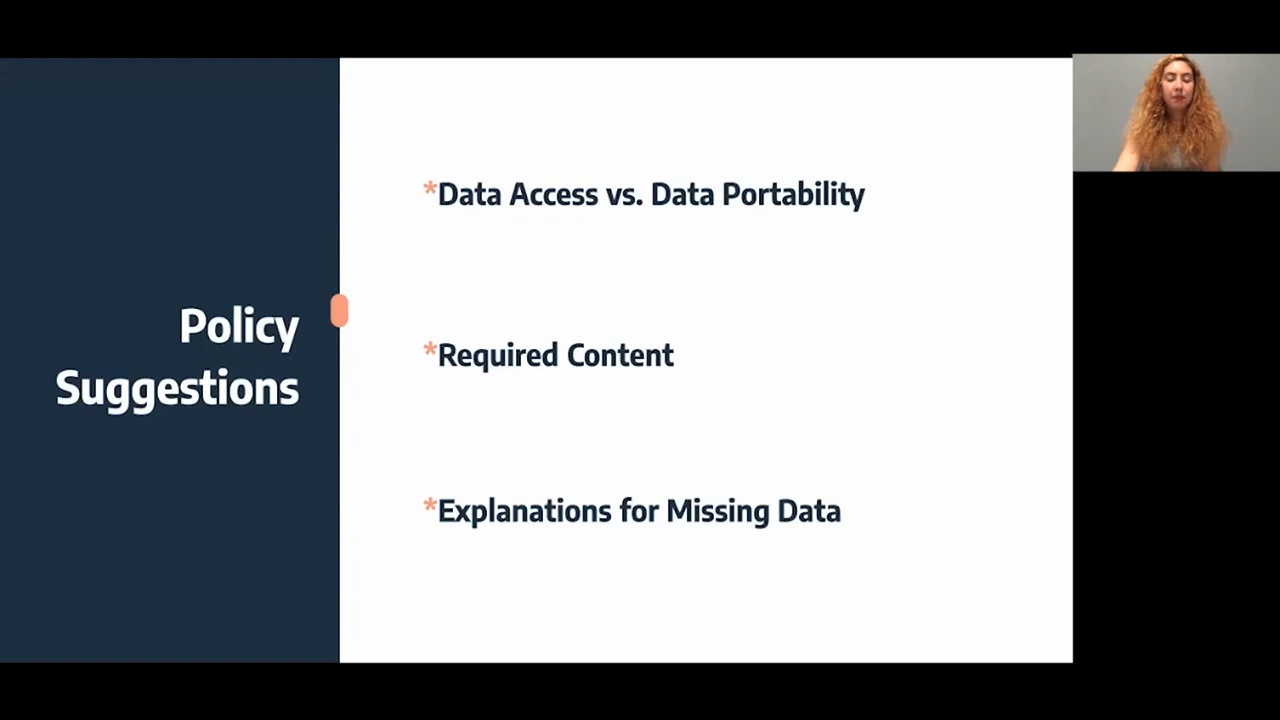 Policy
Suggestions
*Data Access vs. Data Portability
*Required Content
*Explanations for Missing Data